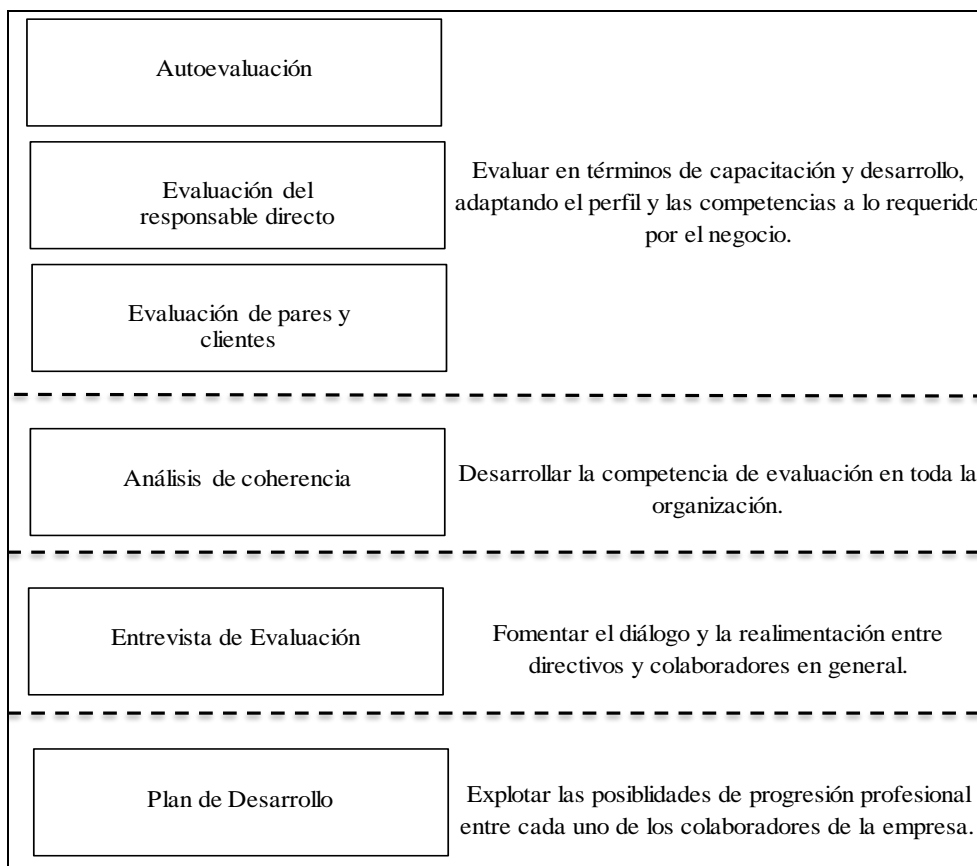 Autoevaluación
Evaluación del
responsable directo
Evaluar en términos de capacitación y desarrollo,
adaptando el perfil y las competencias a lo requerido
por el negocio.
Evaluación de pares y
clientes
Análisis de coherencia
Desarrollar la competencia de evaluación en toda la
organización.
Entrevista de Evaluación
Fomentar el diálogo y la realimentación entre
directivos y colaboradores en general.
Plan de Desarrollo
Explotar las posiblidades de progresión profesional
entre cada uno de los colaboradores de la empresa.